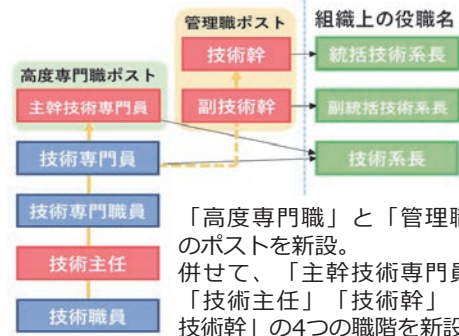 管理職ポスト
組織上の役職名
技術幹
統括技術系長
高度専門職ポスト
主幹技術専門員
副技術幹
副統括技術系長
技術専門員
技術系長
技術専門職員
技術主任
技術職員
「高度専門職」と「管理職
のポストを新設。
併せて、「主幹技術専門員
「技術主任」「技術幹」
技術幹」の4つの職階を新設